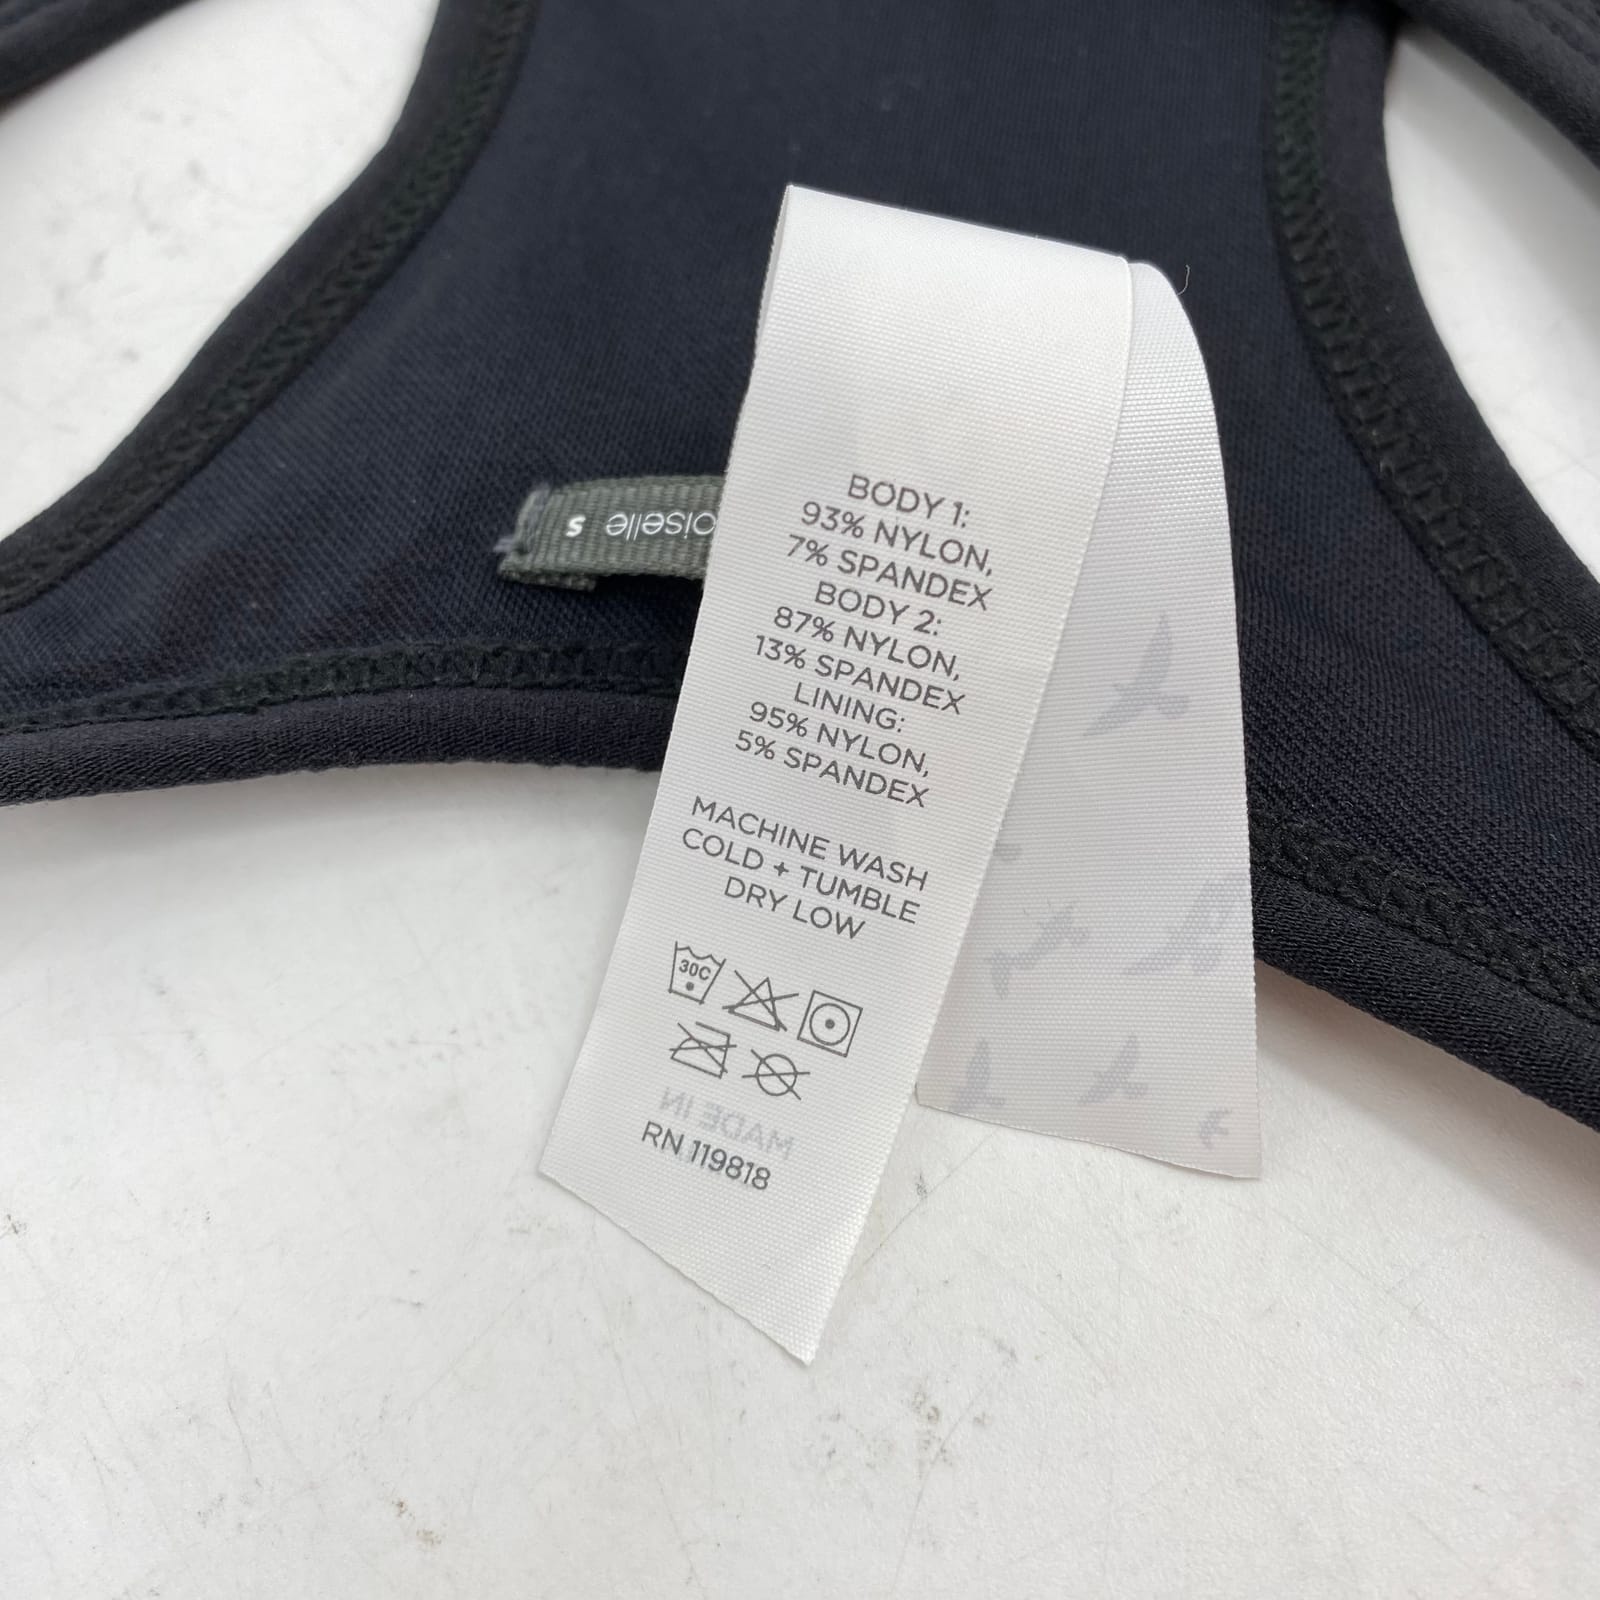 BODY 1:
93% NYLON,
7% SPANDEX
BODY 2:
87% NYLON,
13% SPANDEX
LINING:
95% NYLON,
5% SPANDEX
MACHINE WASH
COLD + TUMBLE
DRY LOW
30C
MADE IN
RN 119818
oiselle S